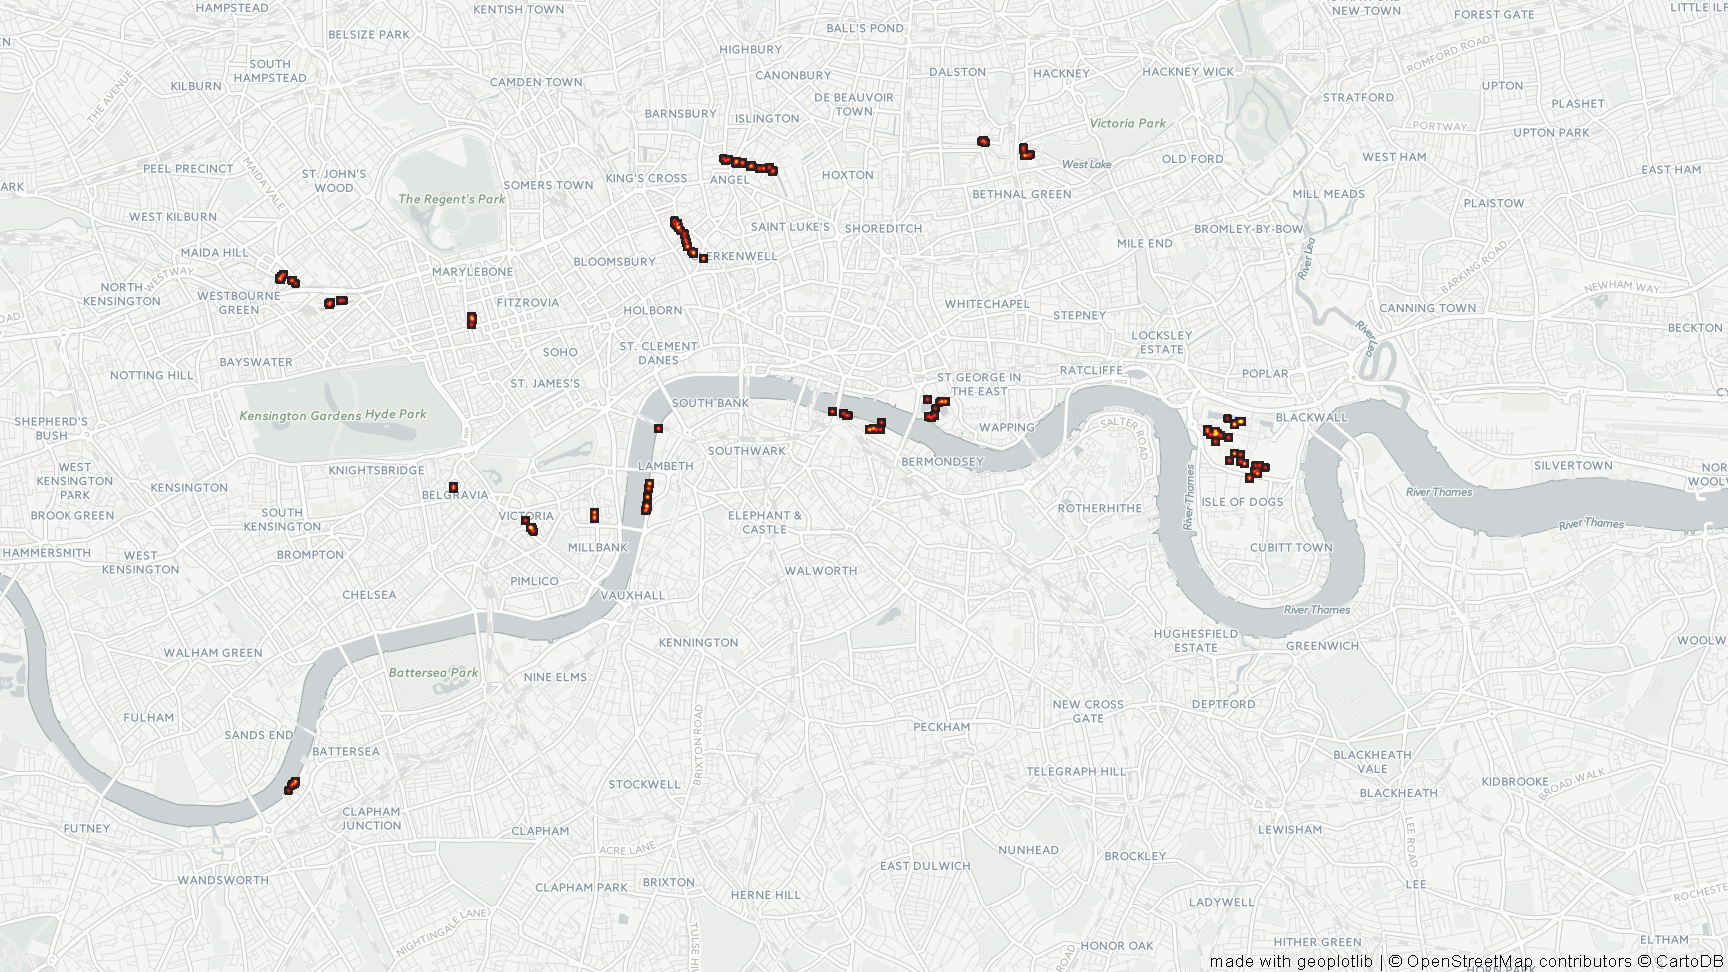 HAMPSTEAD
KENTISH TOWN
NEW TOWN
FOREST GATE
BELSIZE PARK
BALL'S POND
HIGHBURY
SOUTH
HAMPSTEAD
CANONBURY
DALSTON
HACKNEY
HACKNEY WICK
ROMFORD ROAD
THE AVENUE
KILBURN
CAMDEN TOWN
UPTON
DE BEAUVOIR
TOWN
STRATFORD
PLASHET
BARNSBURY
ISLINGTON
Victoria Park
PORTWAY
UPTON PARK
PEEL PRECINCT
MAIDA VALE
ST. JOHN'S
WOOD
KING'S CROSS
ANGEL
HOXTON
West Lake
OLD FORD
WEST HAM
EAST HAM
The Regent's Park
SOMERS TOWN
BETHNAL GREEN
MILL MEADS
PLAISTOW
WEST KILBURN
SAINT LUKE'S
SHOREDITCH
BROMLEY-BY-BOW
MILE END
MAIDA HILL
ERKENWELL
River Lea
BARKING ROAD
BLOOMSBURY
MARYLEBONE
WESTWAY
NORTH
KENSINGTON
WESTBOURNE
GREEN
FITZROVIA
HOLBORN
WHITECHAPEL
STEPNEY
CANNING TOWN
NEWHAM WAY
BECKTON
LOCKSLEY
ESTATE
River Lea
SOHO
ST. CLEMENT
DANES
BAYSWATER
NOTTING HILL
ST. JAMES'S
ST.GEORGE IN
THE EAST
RATCLIFFE
POPLAR
SOUTH BANK
Kensington Gardens
Hyde Park
SHEPHERD'S
BUSH
WAPPING
SALTER ROAD
BLACKWALL
SOUTHWARK
BERMONDSEY
KNIGHTSBRIDGE
LAMBETH
WEST
KENSINGTON
PARK
KENSINGTON
BELGRAVIA
River Thames
SILVERTOWN
River Thames
BROOK GREEN
SOUTH
KENSINGTON
VICTORIA
ELEPHANT &
CASTLE
ROTHERHITHE
ISLE OF DOGS
River Thames
HAMMERSMITH
WEST
KENSINGTON
BROMPTON
MILLBANK
CUBITT TOWN
WALWORTH
PIMLICO
CHELSEA
VAUXHALL
River Thames
KENNINGTON
HUGHESFIELD
ESTATE
GREENWICH
WALHAM GREEN
Battersea Park
NINE ELMS
NEW CROSS
GATE
DEPTFORD
FULHAM
SANDS END
BATTERSEA
BRIXTON ROAD
PECKHAM
BLACKHEATH
VALE
STOCKWELL
TELEGRAPH HILL
KIDBROOKE
BROAD WALK
BLACKHEATH
CLAPHAM
JUNCTION
CLAPHAM
LEWISHAM
LEE ROAD
ACRE LANE
NUNHEAD
BROCKLEY
EAST DULWICH
WANDSWORTH
CLAPHAM PARK
BRIXTON
HERNE HILL
LEE
LADYWELL
NIGHTINGALE LANE
HONOR OAK
HITHER GREEN
ELTHAM
made with geoplotlib | © OpenStreetMap contributors © CartoDB